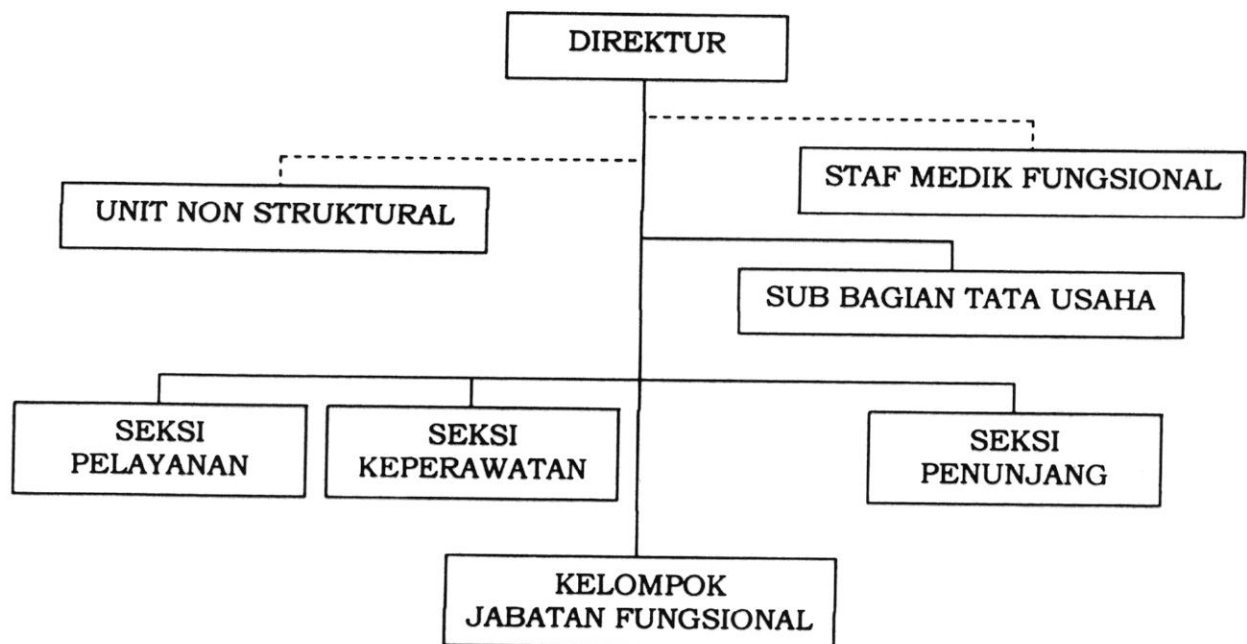 DIREKTUR
STAF MEDIK FUNGSIONAL
UNIT NON STRUKTURAL
SUB BAGIAN TATA USAHA
SEKSI
PELAYANAN
SEKSI
KEPERAWATAN
SEKSI
PENUNJANG
KELOMPOK
JABATAN FUNGSIONAL